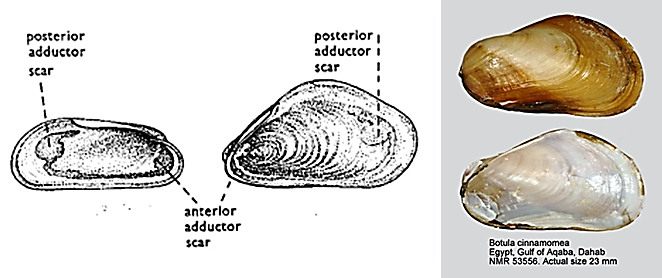 posterior
adductor
scar
posterior
adductor
scar
anterior
adductor
scar
Botula cinnamomea
Egypt, Gulf of Aqaba, Dahab
NMR 53556. Actual size 23 mm